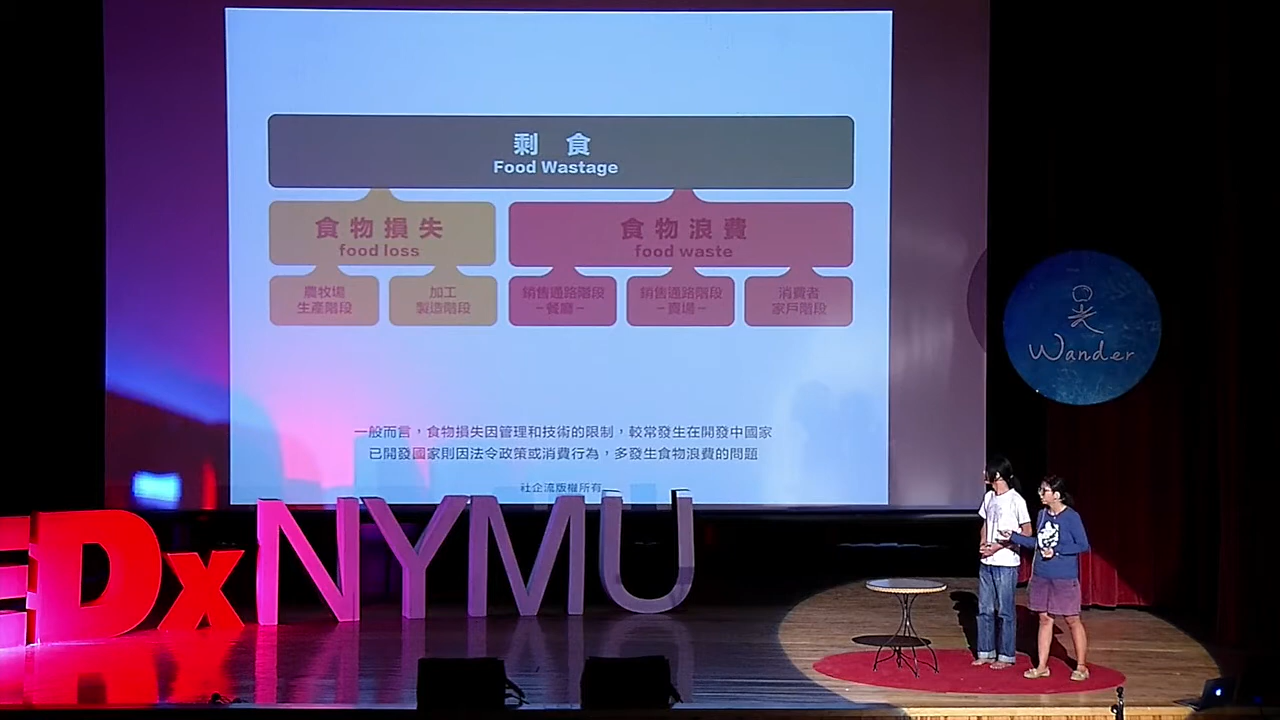 剩 食
Food Wastage
食物損失
food loss
食物浪費
food waste
農牧場
生產階段
加工
製造階段
銷售通路階段
－餐廳－
銷售通路階段
－賣場－
消費者
家戶階段
一般而言，食物損失因管理和技術的限制，較常發生在開發中國家
已開發國家則因法令政策或消費行為，多發生食物浪費的問題
社企流版權所有
Wander
EDxNYMU